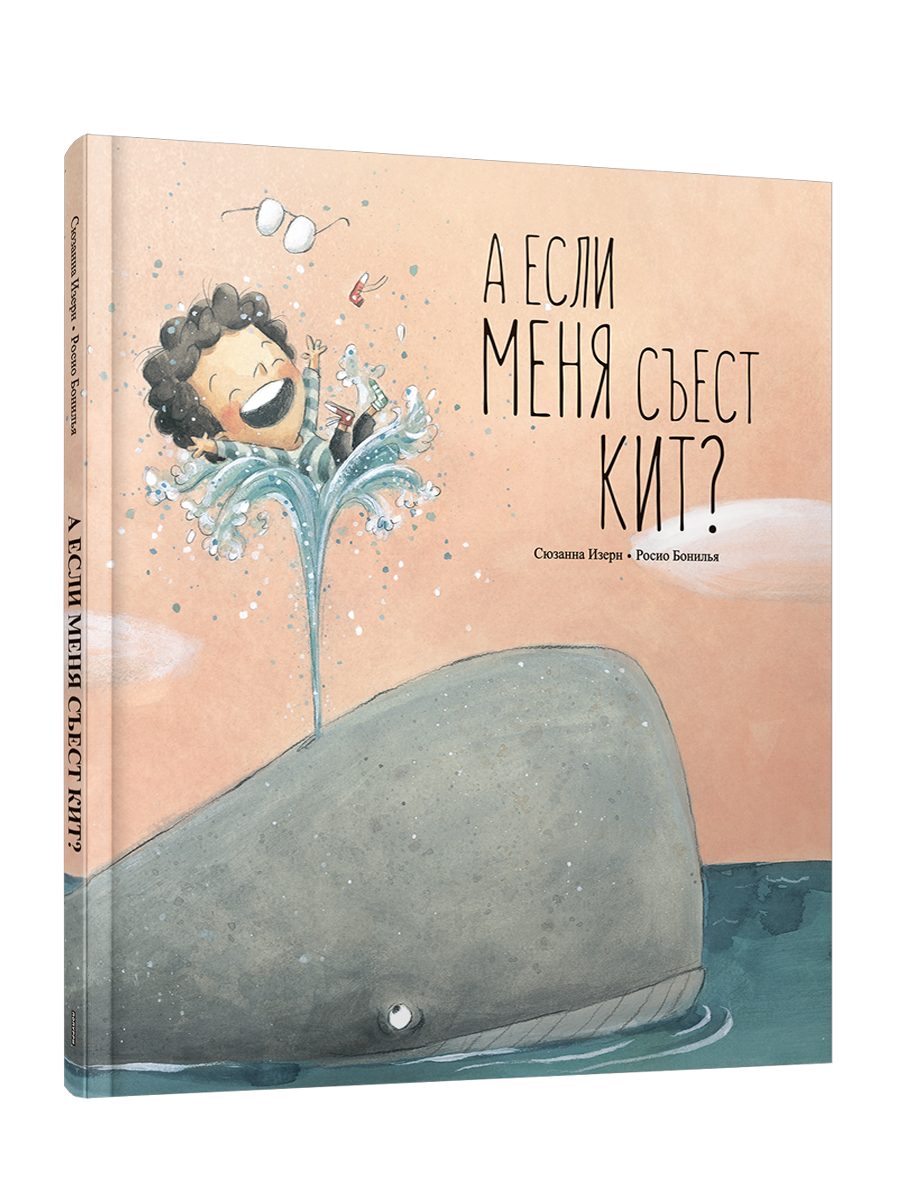 А ЕСЛИ
МЕНЯ СЪЕСТ
КИТ?
Сюзанна Изерн • Росио Бонилья
Сюзанна Изерн • Росио Бонилья
А ЕСЛИ МЕНЯ СЪЕСТ КИТ?